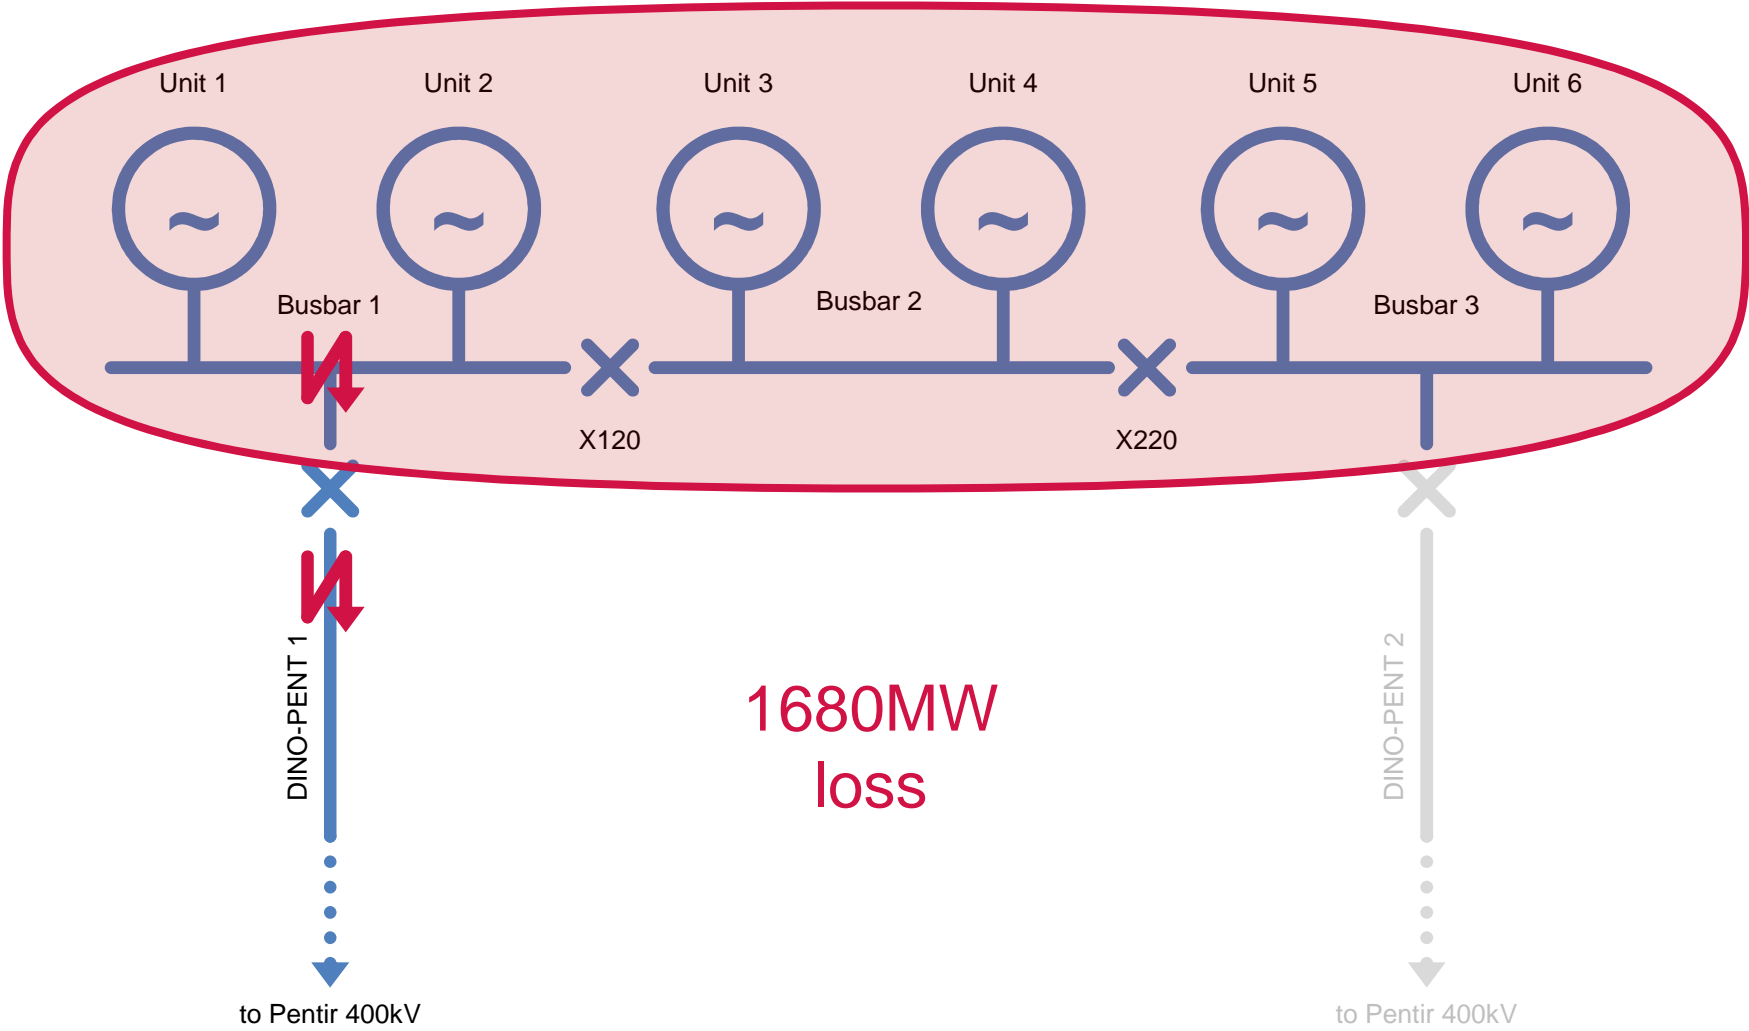 Unit 1
Unit 2
Unit 3
Unit 4
Unit 5
Unit 6
~
~
~
~
~
~
Busbar 1
Busbar 2
Busbar 3
X120
X220
DINO-PENT 1
1680MW
loss
DINO-PENT 2
to Pentir 400kV
to Pentir 400kV